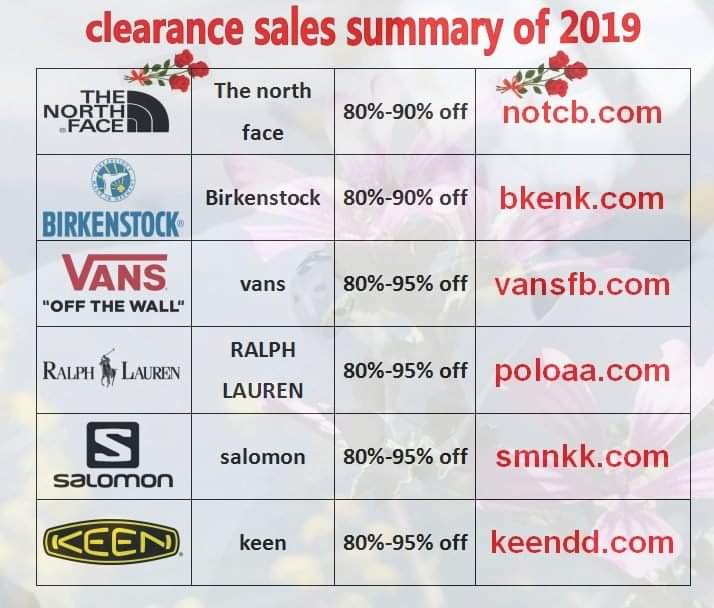 clearance sales summary of 2019
THE
NORTH
FACE
The north
face
80%-90% off
notcb.com
BIRKENSTOCK®
Birkenstock
80%-90% off
bkenk.com
VANS
"OFF THE WALL"
vans
80%-95% off
vansfb.com
RALPH LAUREN
RALPH
LAUREN
80%-95% off
poloaa.com
S
salomon
salomon
80%-95% off
smnkk.com
KEEN
keen
80%-95% off
keendd.com